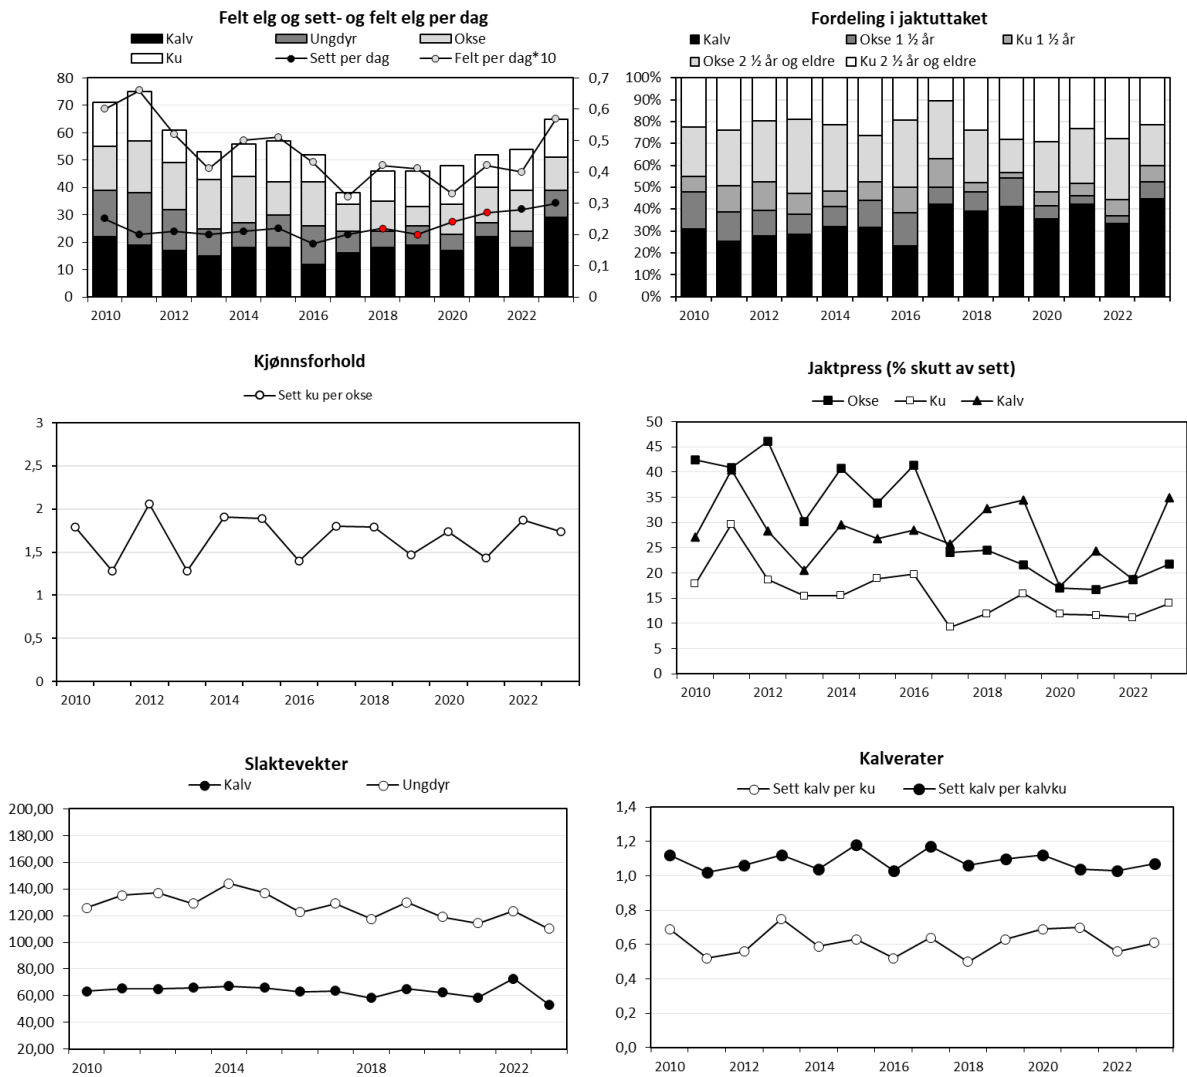 Felt elg og sett- og felt elg per dag
Kalv Ungdyr Okse
Ku Sett per dag Felt per dag*10
80 0,7
70 0,6
60 0,5
50 0,4
40
30 0,3
20 0,2
10 0,1
0 0
2010 2012 2014 2016 2018 2020 2022
Fordeling i jaktuttaket
Kalv Okse 1 ½ år Ku 1 ½ år
Okse 2 ½ år og eldre Ku 2 ½ år og eldre
100%
90%
80%
70%
60%
50%
40%
30%
20%
10%
0%
2010 2012 2014 2016 2018 2020 2022
Kjønnsforhold
Sett ku per okse
3
2,5
2
1,5
1
0,5
0
2010 2012 2014 2016 2018 2020 2022
Jaktpress (% skutt av sett)
Okse Ku Kalv
50
45
40
35
30
25
20
15
10
5
0
2010 2012 2014 2016 2018 2020 2022
Slaktevekter
Kalv Ungdyr
200,00
180,00
160,00
140,00
120,00
100,00
80,00
60,00
40,00
20,00
2010 2014 2018 2022
Kalverater
Sett kalv per ku Sett kalv per kalvku
1,4
1,2
1,0
0,8
0,6
0,4
0,2
0,0
2010 2012 2014 2016 2018 2020 2022